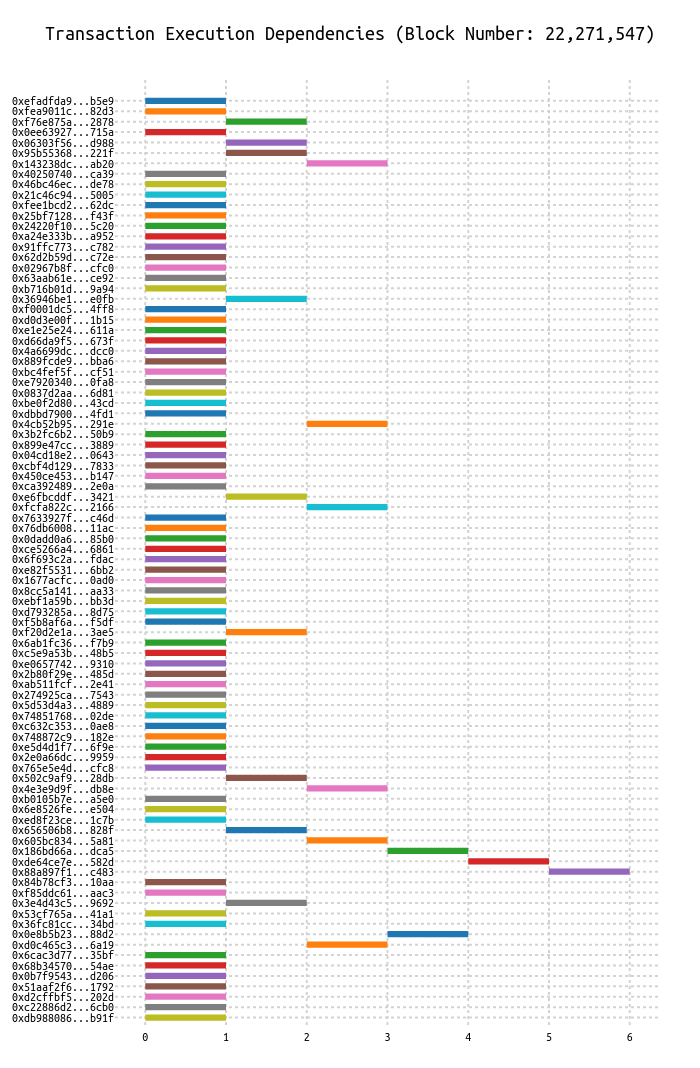 Transaction Execution Dependencies (Block Number: 22,271,547)
0xefadfda9...b5e9
0xfea9011c...82d3
0xf76e875a...2878
0x0ee63927...715a
0x06303f56...d988
0x95b55368...221f
0x143238dc...ab20
0x40250740...ca39
0x46bc46ec...de78
0x21c46c94...5005
0xfee1bcd2...62dc
0x25bf7128...f43f
0x24220f10...5c20
0xa24e333b...a952
0x91ffc773...c782
0x62d2b59d...c72e
0x02967b8f...cfc0
0x63aab61e...ce92
0xb716b01d...9a94
0x36946be1...e0fb
0xf0001dc5...4ff8
0xd0d3e00f...1b15
0xe1e25e24...611a
0xd66da9f5...673f
0x4a6699dc...dcc0
0x889fcde9...bba6
0xbc4fef5f...cf51
0xe7920340...0fa8
0x0837d2aa...6d81
0xbe0f2d80...43cd
0xdbbd7900...4fd1
0x4cb52b95...291e
0x3b2fc6b2...50b9
0x899e47cc...3889
0x04cd18e2...0643
0xcbf4d129...7833
0x450ce453...b147
0xca392489...2e0a
0xe6fbcddf...3421
0xfcfa822c...2166
0x7633927f...c46d
0x76db6008...11ac
0x0dadd0a6...85b0
0xce5266a4...6861
0x6f693c2a...fdac
0xe82f5531...6bb2
0x1677acfc...0ad0
0x8cc5a141...aa33
0xebf1a59b...bb3d
0xd793285a...8d75
0xf5b8af6a...f5df
0xf20d2e1a...3ae5
0x6ab1fc36...f7b9
0xc5e9a53b...48b5
0xe0657742...9310
0x2b80f29e...485d
0xab511fcf...2e41
0x274925ca...7543
0x5d53d4a3...4889
0x74851768...02de
0xc632c353...0ae8
0x748872c9...182e
0xe5d4d1f7...6f9e
0x2e0a66dc...9959
0x765e5e4d...cfc8
0x502c9af9...28db
0x4e3e9d9f...db8e
0xb0105b7e...a5e0
0x6e8526fe...e504
0xed8f23ce...1c7b
0x656506b8...828f
0x605bc834...5a81
0x186bd66a...dca5
0xde64ce7e...582d
0x88a897f1...c483
0x84b78cf3...10aa
0xf85ddc61...aac3
0x3e4d43c5...9692
0x53cf765a...41a1
0x36fc81cc...34bd
0x0e8b5b23...88d2
0xd0c465c3...6a19
0x6cac3d77...35bf
0x68b34570...54ae
0x0b7f9543...d206
0x51aaf2f6...1792
0xd2cffbf5...202d
0xc22886d2...6cb0
0xdb988086...b91f
0 1 2 3 4 5 6